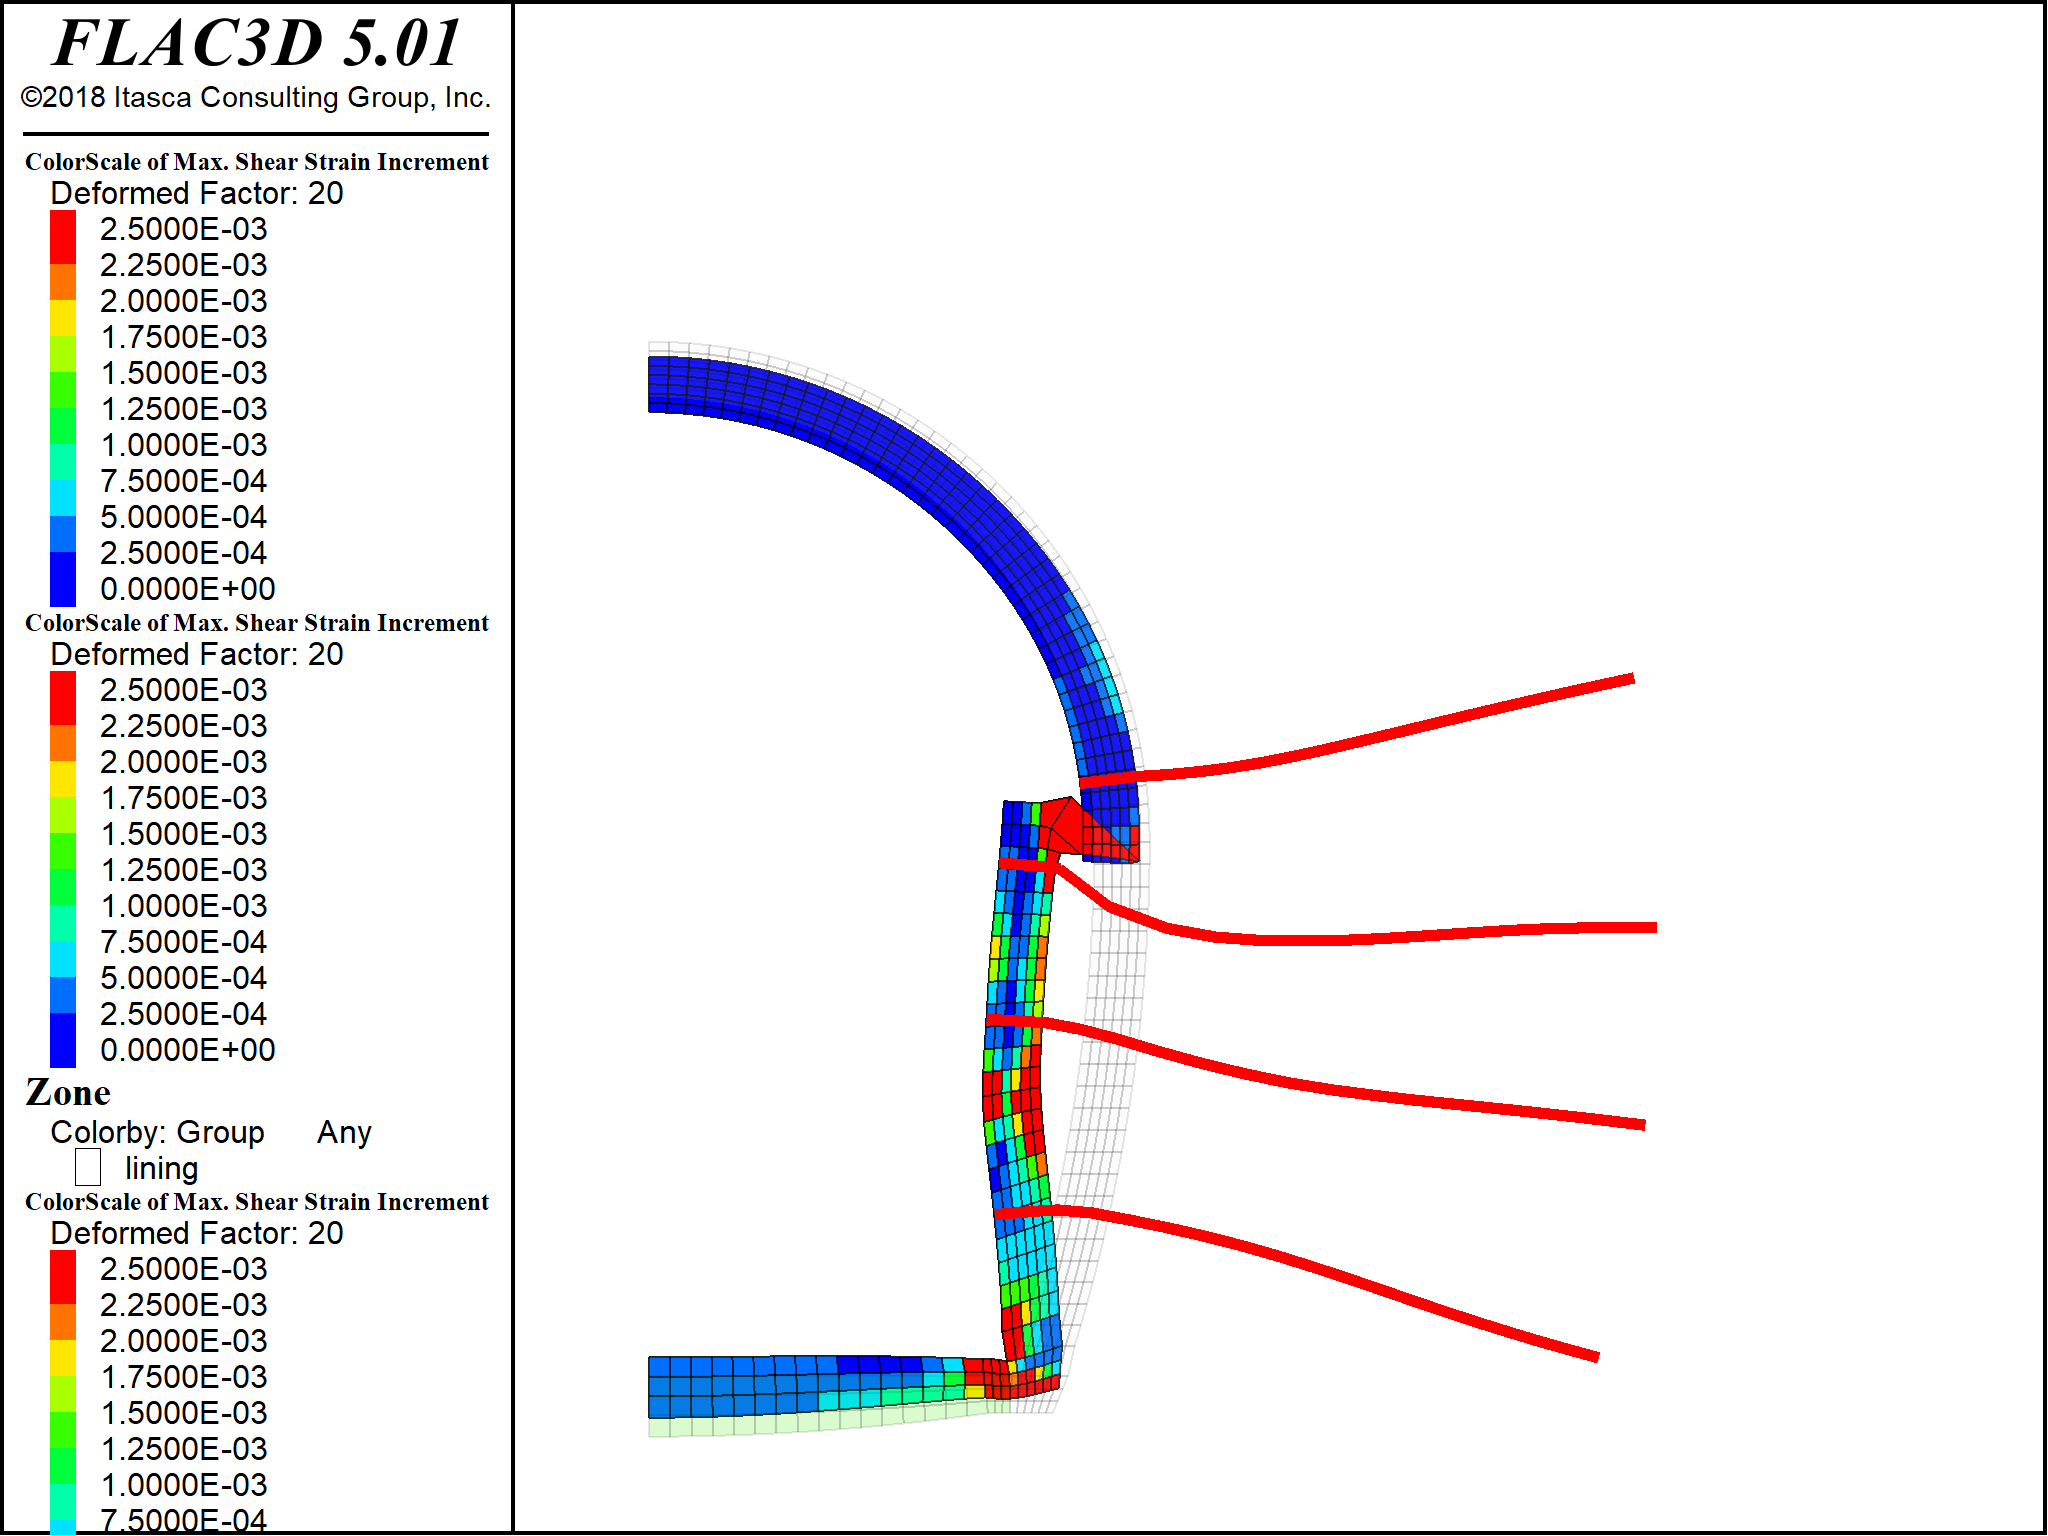 FLAC3D 5.01
©2018 Itasca Consulting Group, Inc.
ColorScale of Max. Shear Strain Increment
Deformed Factor: 20
2.5000E-03
2.2500E-03
2.0000E-03
1.7500E-03
1.5000E-03
1.2500E-03
1.0000E-03
7.5000E-04
5.0000E-04
2.5000E-04
0.0000E+00
ColorScale of Max. Shear Strain Increment
Deformed Factor: 20
2.5000E-03
2.2500E-03
2.0000E-03
1.7500E-03
1.5000E-03
1.2500E-03
1.0000E-03
7.5000E-04
5.0000E-04
2.5000E-04
0.0000E+00
Zone
Colorby: Group Any
lining
ColorScale of Max. Shear Strain Increment
Deformed Factor: 20
2.5000E-03
2.2500E-03
2.0000E-03
1.7500E-03
1.5000E-03
1.2500E-03
1.0000E-03
7.5000E-04